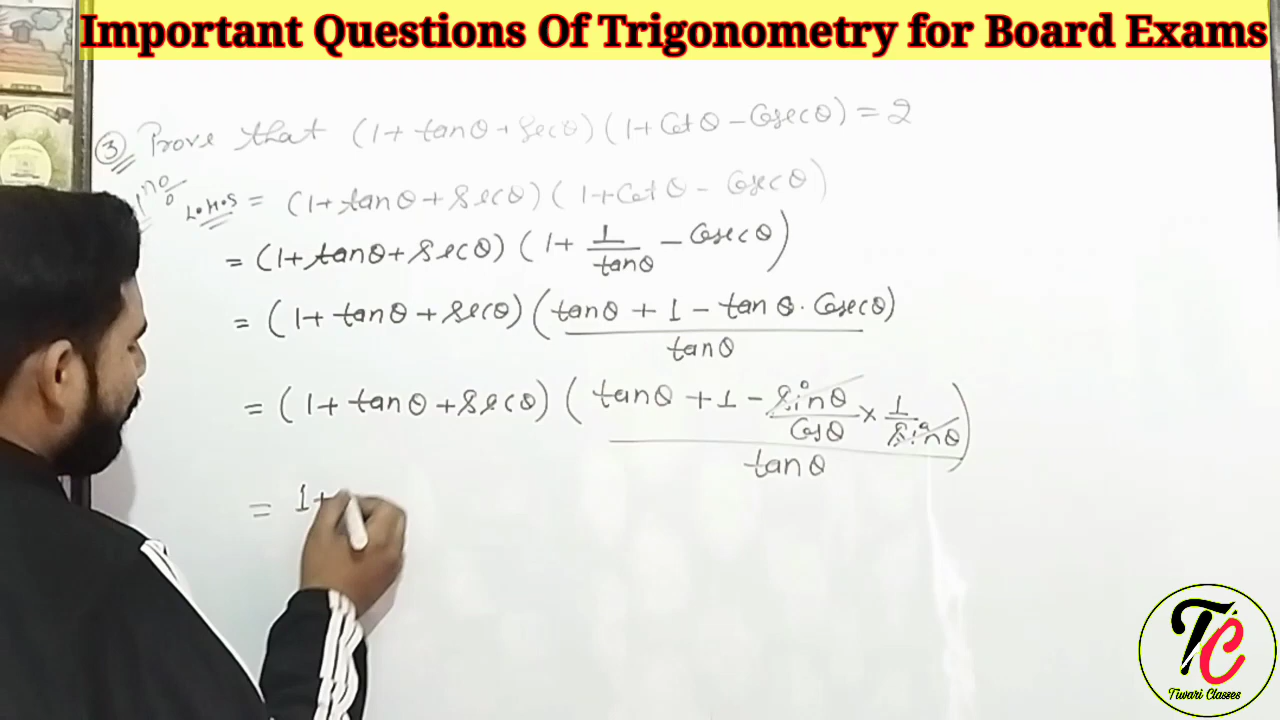 Important Questions Of Trigonometry for Board Exams
③ Prove that (1+ tanθ + Secθ) (1+ Cotθ - Cosecθ) = 2
L.H.S = (1+tanθ+Secθ) (1+Cotθ - Cosecθ)
= (1+tanθ+Secθ) (1+ 1/tanθ - Cosecθ)
= (1+ tanθ + Secθ) (tanθ + 1 - tanθ. Cosecθ)
tanθ
= (1+ tanθ +Secθ) (tanθ +1 - Sinθ/Cosθ × 1/Sinθ)
tanθ
= 1+
TC
Tiwari Classes